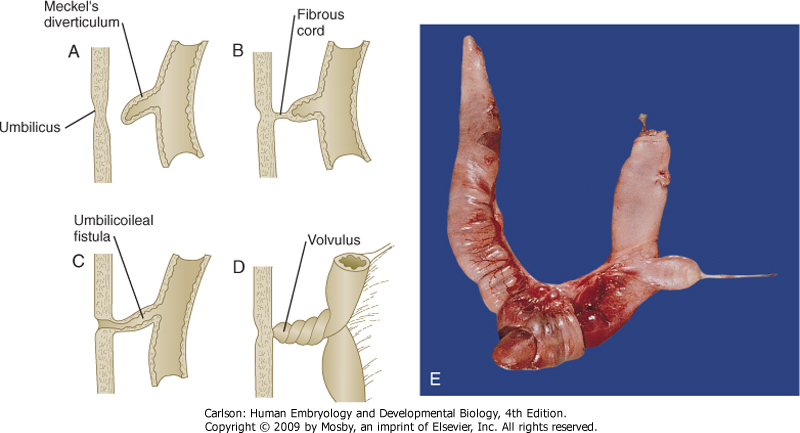 Meckel's
diverticulum
A
Umbilicus
B
Fibrous
cord
Umbilicoileal
fistula
C
D
Volvulus
E
Carlson: Human Embryology and Developmental Biology, 4th Edition.
Copyright © 2009 by Mosby, an imprint of Elsevier, Inc. All rights reserved.